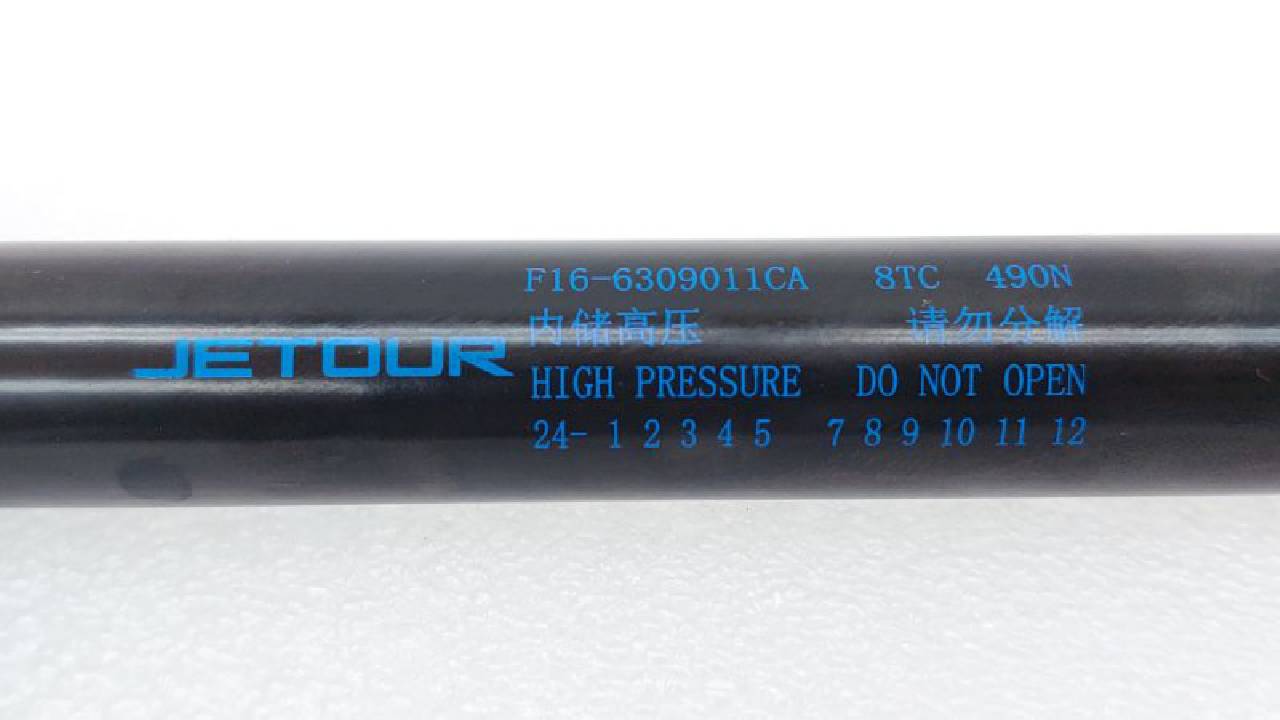 JETOUR
F16-6309011CA 8TC 490N
内储高压 请勿分解
HIGH PRESSURE DO NOT OPEN
24- 1 2 3 4 5 7 8 9 10 11 12